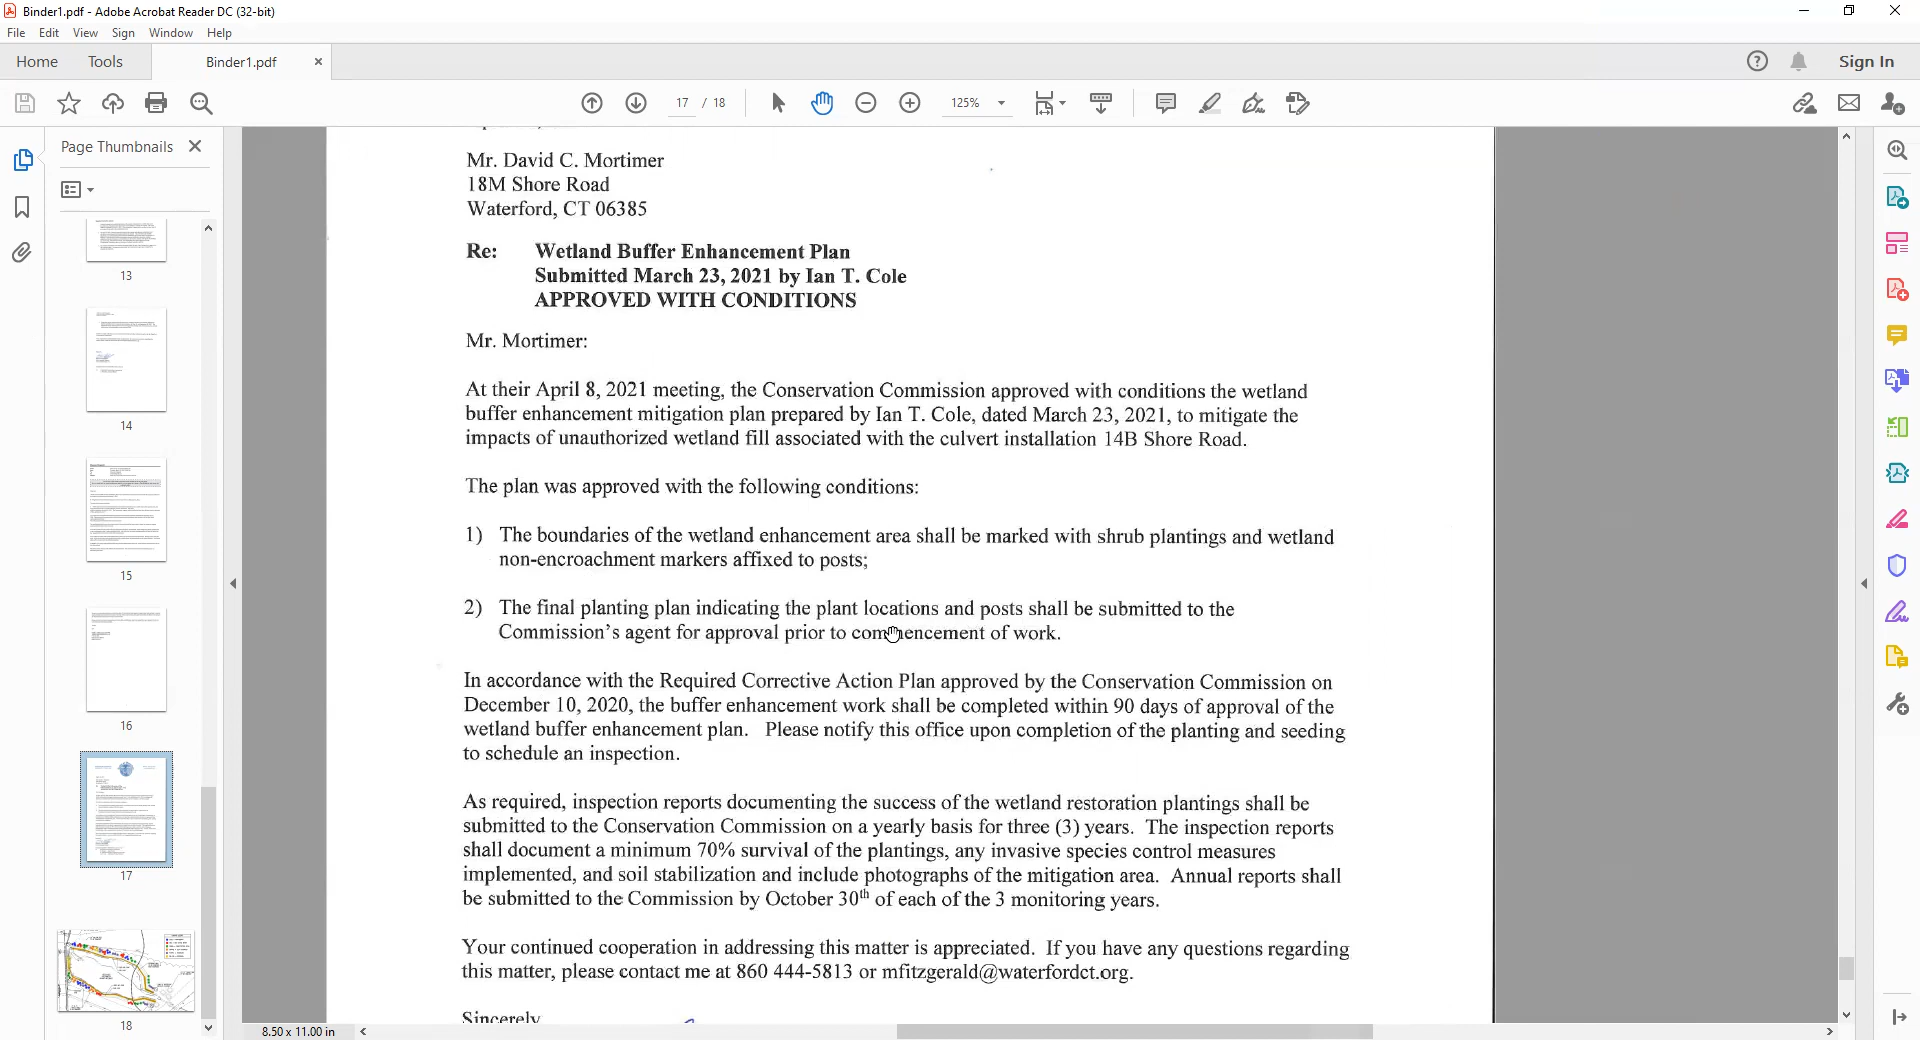 Binder1.pdf - Adobe Acrobat Reader DC (32-bit)
File Edit View Sign Window Help
Home Tools Binder1.pdf × Sign In
17 / 18 125%
Page Thumbnails
13
14
15
16
17
18
Mr. David C. Mortimer
18M Shore Road
Waterford, CT 06385
Re: Wetland Buffer Enhancement Plan
Submitted March 23, 2021 by Ian T. Cole
APPROVED WITH CONDITIONS
Mr. Mortimer:
At their April 8, 2021 meeting, the Conservation Commission approved with conditions the wetland
buffer enhancement mitigation plan prepared by Ian T. Cole, dated March 23, 2021, to mitigate the
impacts of unauthorized wetland fill associated with the culvert installation 14B Shore Road.
The plan was approved with the following conditions:
1) The boundaries of the wetland enhancement area shall be marked with shrub plantings and wetland
non-encroachment markers affixed to posts;
2) The final planting plan indicating the plant locations and posts shall be submitted to the
Commission's agent for approval prior to commencement of work.
In accordance with the Required Corrective Action Plan approved by the Conservation Commission on
December 10, 2020, the buffer enhancement work shall be completed within 90 days of approval of the
wetland buffer enhancement plan. Please notify this office upon completion of the planting and seeding
to schedule an inspection.
As required, inspection reports documenting the success of the wetland restoration plantings shall be
submitted to the Conservation Commission on a yearly basis for three (3) years. The inspection reports
shall document a minimum 70% survival of the plantings, any invasive species control measures
implemented, and soil stabilization and include photographs of the mitigation area. Annual reports shall
be submitted to the Commission by October 30th of each of the 3 monitoring years.
Your continued cooperation in addressing this matter is appreciated. If you have any questions regarding
this matter, please contact me at 860 444-5813 or mfitzgerald@waterfordct.org.
Sincerely
8.50 x 11.00 in